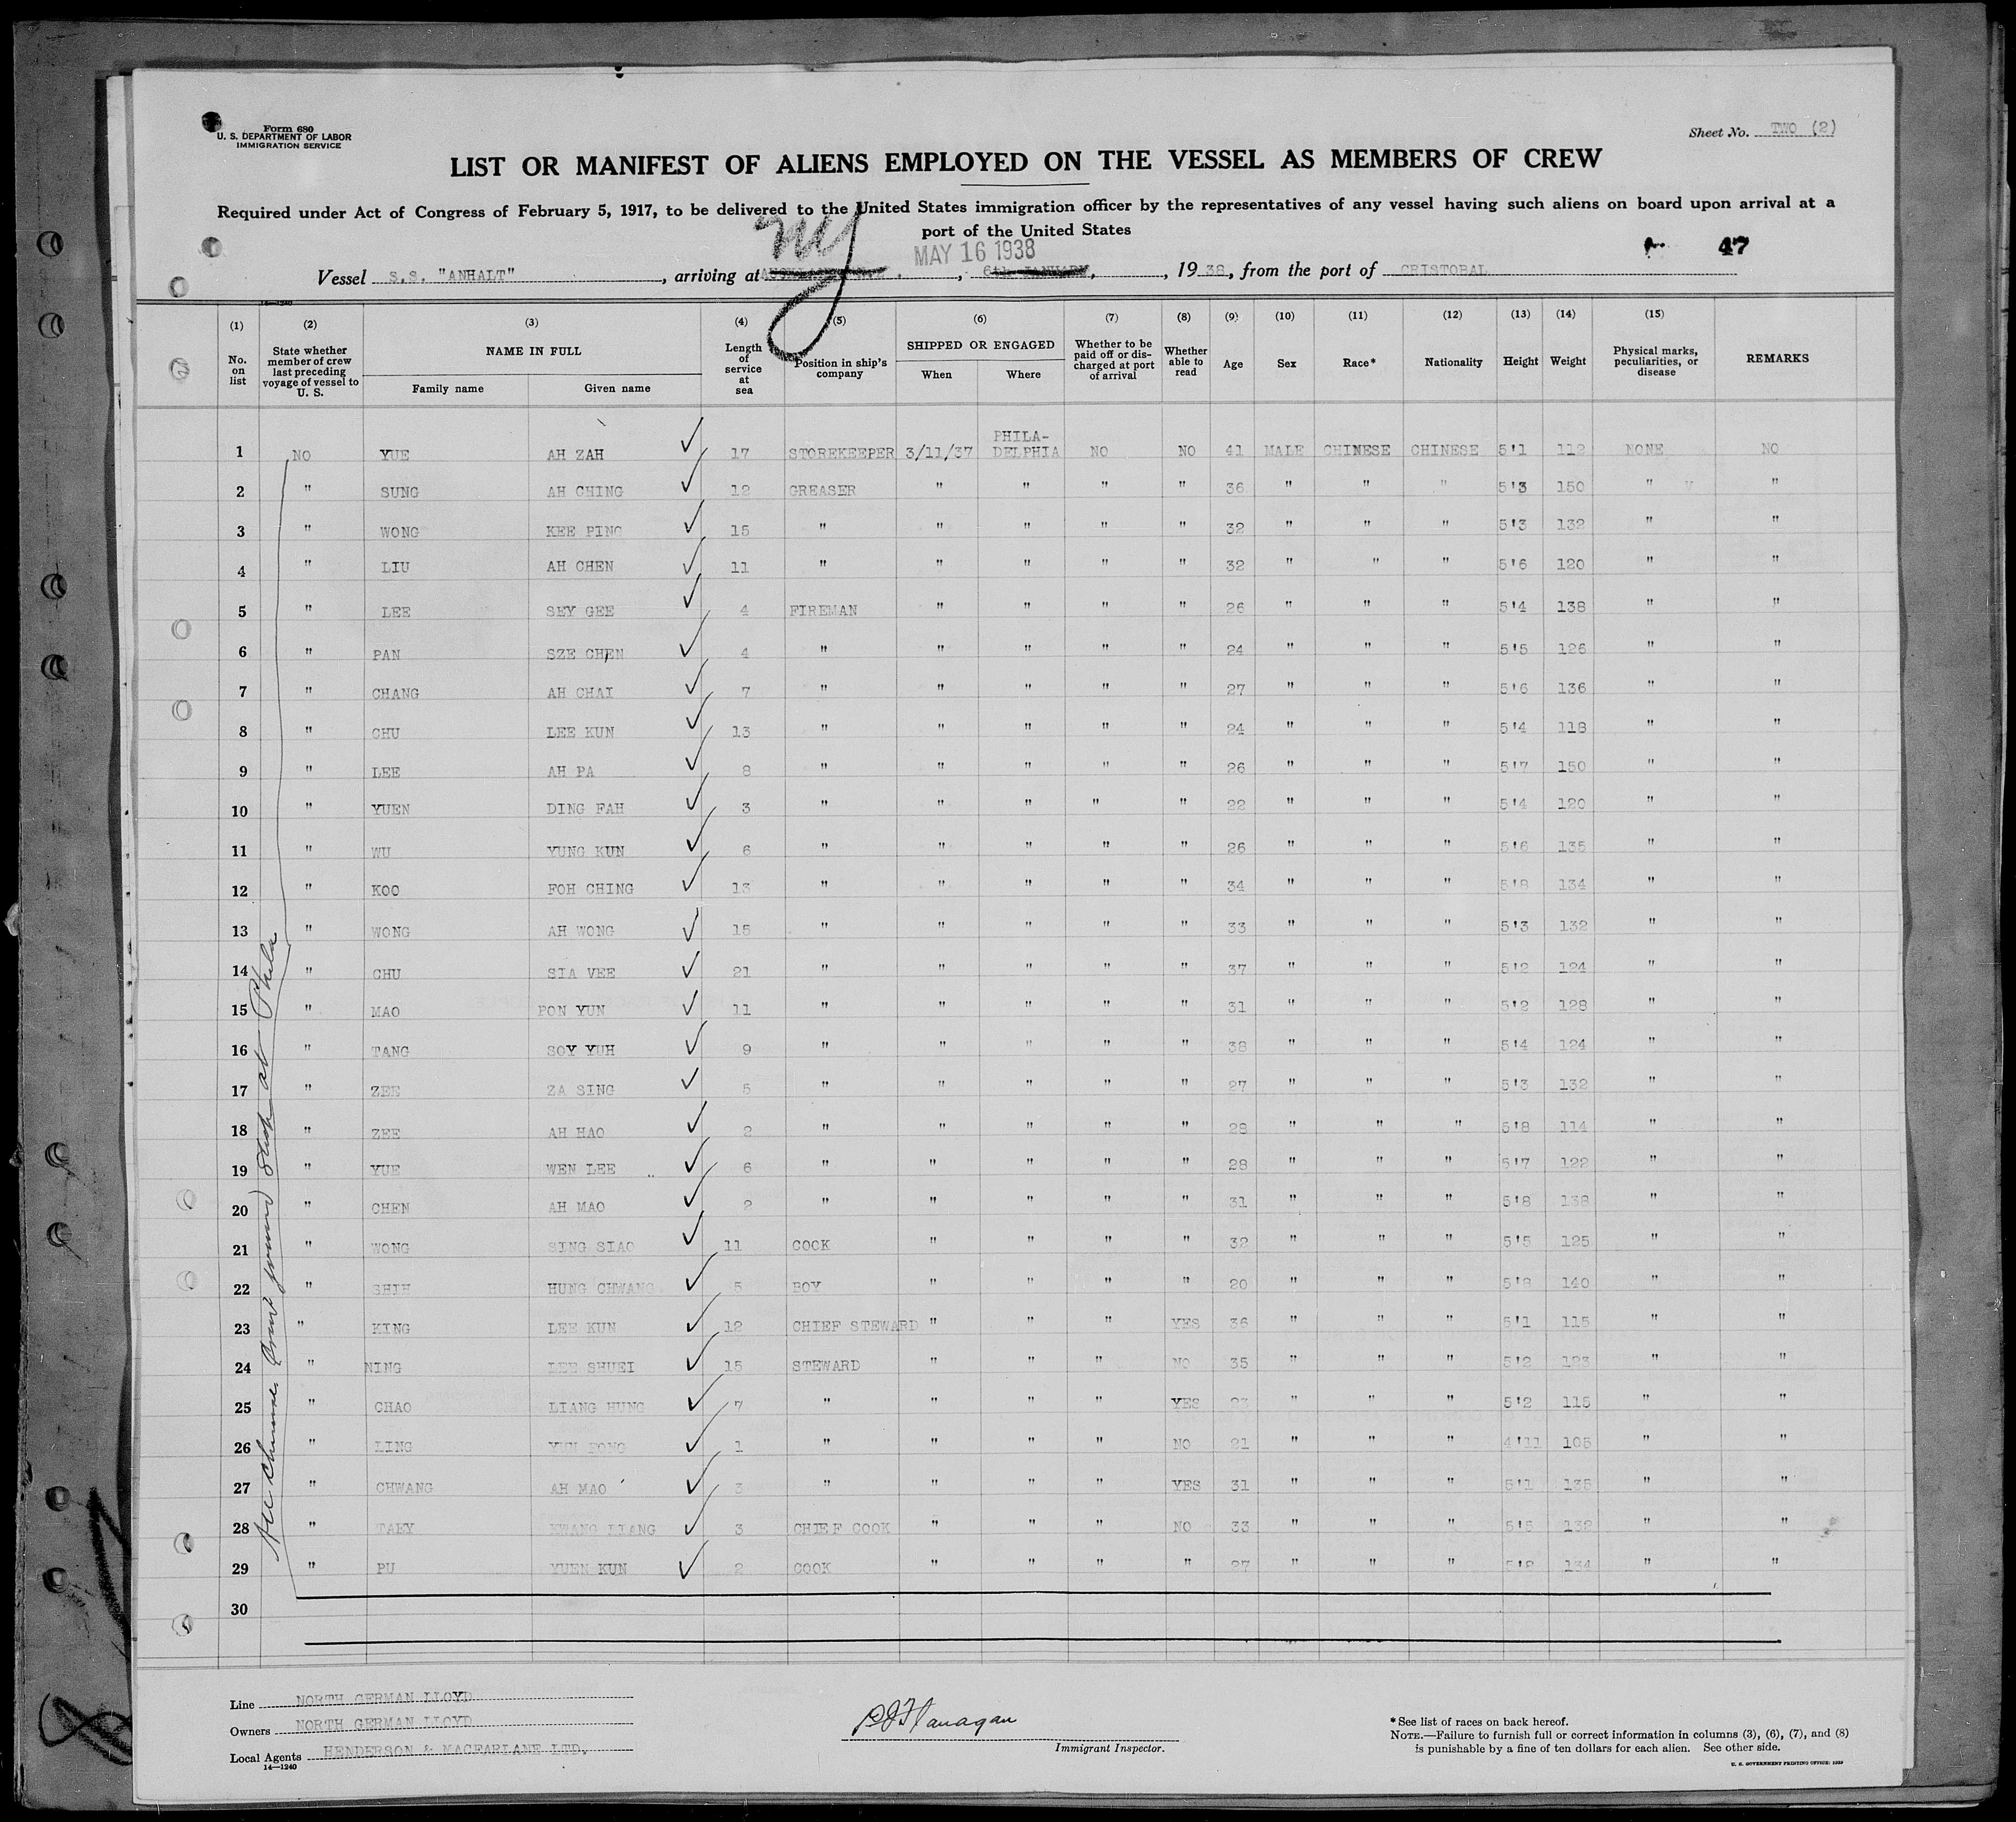 Form 680
U. S. DEPARTMENT OF LABOR
IMMIGRATION SERVICE
Sheet No. TWO (2)
LIST OR MANIFEST OF ALIENS EMPLOYED ON THE VESSEL AS MEMBERS OF CREW
Required under Act of Congress of February 5, 1917, to be delivered to the United States immigration officer by the representatives of any vessel having such aliens on board upon arrival at a
port of the United States
NY
MAY 16 1938
47
Vessel S.S. "ANHALT", arriving at , 6th JANUARY, 1938, from the port of CRISTOBAL
14—1240
(1) (2) (3) (4) (5) (6) (7) (8) (9) (10) (11) (12) (13) (14) (15)
No. on list State whether member of crew last preceding voyage of vessel to U. S. NAME IN FULL Family name Given name Length of service at sea Position in ship's company SHIPPED OR ENGAGED When Where Whether to be paid off or discharged at port of arrival Whether able to read Age Sex Race* Nationality Height Weight Physical marks, peculiarities, or disease REMARKS
1 NO YUE AH ZAH ✓ 17 STOREKEEPER 3/11/37 PHILA-DELPHIA NO NO 41 MALE CHINESE CHINESE 5'1 112 NONE NO
2 " SUNG AH CHING ✓ 12 GREASER " " " " 36 " " " 5'3 150 " "
3 " WONG KEE PING ✓ 15 " " " " " 32 " " " 5'3 132 " "
4 " LIU AH CHEN ✓ 11 " " " " " 32 " " " 5'6 120 " "
5 " LEE SEY GEE ✓ 4 FIREMAN " " " " 26 " " " 5'4 138 " "
6 " PAN SZE CHEN ✓ 4 " " " " " 24 " " " 5'5 126 " "
7 " CHANG AH CHAI ✓ 7 " " " " " 27 " " " 5'6 136 " "
8 " CHU LEE KUN ✓ 13 " " " " " 24 " " " 5'4 118 " "
9 " LEE AH PA ✓ 8 " " " " " 26 " " " 5'7 150 " "
10 " YUEN DING FAH ✓ 3 " " " " " 22 " " " 5'4 120 " "
11 " WU YUNG KUN ✓ 6 " " " " " 26 " " " 5'6 135 " "
12 " KOO FOH CHING ✓ 13 " " " " " 34 " " " 5'8 134 " "
13 " WONG AH WONG ✓ 15 " " " " " 33 " " " 5'3 132 " "
14 " CHU SIA VEE ✓ 21 " " " " " 37 " " " 5'2 124 " "
15 " MAO PON YUN ✓ 11 " " " " " 31 " " " 5'2 128 " "
16 " TANG SOY YUH ✓ 9 " " " " " 38 " " " 5'4 124 " "
17 " ZEE ZA SING ✓ 5 " " " " " 27 " " " 5'3 132 " "
18 " ZEE AH HAO ✓ 2 " " " " " 28 " " " 5'8 114 " "
19 " YUE WEN LEE ✓ 6 " " " " " 28 " " " 5'7 122 " "
20 " CHEN AH MAO ✓ 2 " " " " " 31 " " " 5'8 138 " "
21 " WONG SING SIAO ✓ 11 COOK " " " " 32 " " " 5'5 125 " "
22 " SHIH HUNG CHWANG ✓ 5 BOY " " " " 20 " " " 5'8 140 " "
23 " KING LEE KUN ✓ 12 CHIEF STEWARD " " " YES 36 " " " 5'1 115 " "
24 " NING LEE SHUEI ✓ 15 STEWARD " " " NO 35 " " " 5'2 123 " "
25 " CHAO LIANG HUNG ✓ 7 " " " " YES 23 " " " 5'2 115 " "
26 " LING YUN ✓ 1 " " " " NO 21 " " " 4'11 105 " "
27 " CHWANG AH MAO ✓ 3 " " " " YES 31 " " " 5'1 135 " "
28 " KWANG LIANG ✓ 3 CHIEF COOK " " " NO 33 " " " 5'5 132 " "
29 " PU YUEN KUN ✓ 2 COOK " " " " 27 " " " 134 " "
30
All Chinese Crew joined Ship at Phila
Line NORTH GERMAN LLOYD
Owners NORTH GERMAN LLOYD
Local Agents HENDERSON & MACFARLANE LTD.
14—1240
PJ Flanagan
Immigrant Inspector.
* See list of races on back hereof.
NOTE.—Failure to furnish full or correct information in columns (3), (6), (7), and (8)
is punishable by a fine of ten dollars for each alien. See other side.
U. S. GOVERNMENT PRINTING OFFICE: 1929